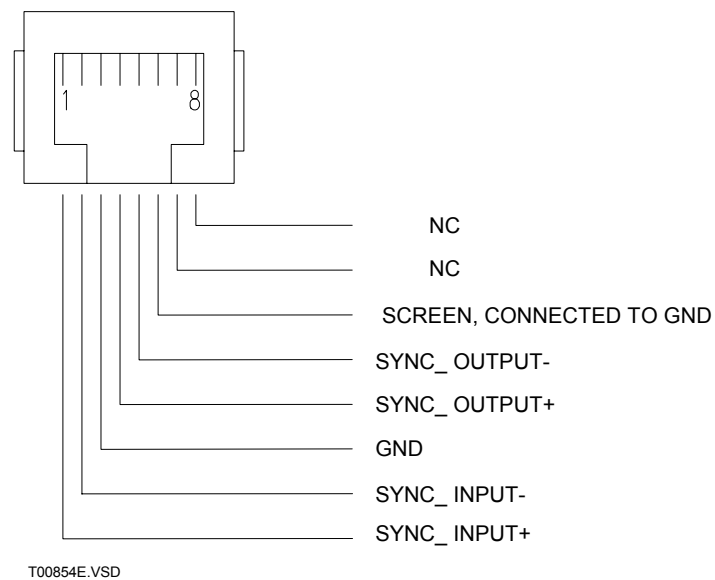 1 8
NC
NC
SCREEN, CONNECTED TO GND
SYNC_ OUTPUT-
SYNC_ OUTPUT+
GND
SYNC_ INPUT-
SYNC_ INPUT+
T00854E.VSD